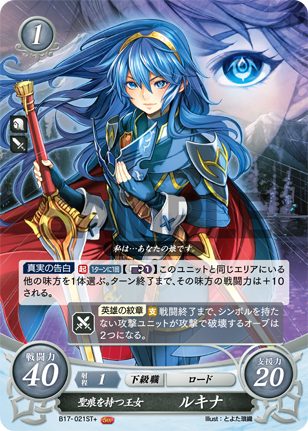 1
私は…あなたの娘です。
真実の告白 起 1ターンに1回 [1]このユニットと同じエリアにいる
他の味方を1体選ぶ。ターン終了まで、その味方の戦闘力は+10
される。
英雄の紋章 支 戦闘終了まで、シンボルを持た
ない攻撃ユニットが攻撃で破壊するオーブは
2つになる。
戦闘力
40
射程 1 下級職 ロード
支援力
20
聖痕を持つ王女 ルキナ
B17-021ST+ Illust:とよた瑣織